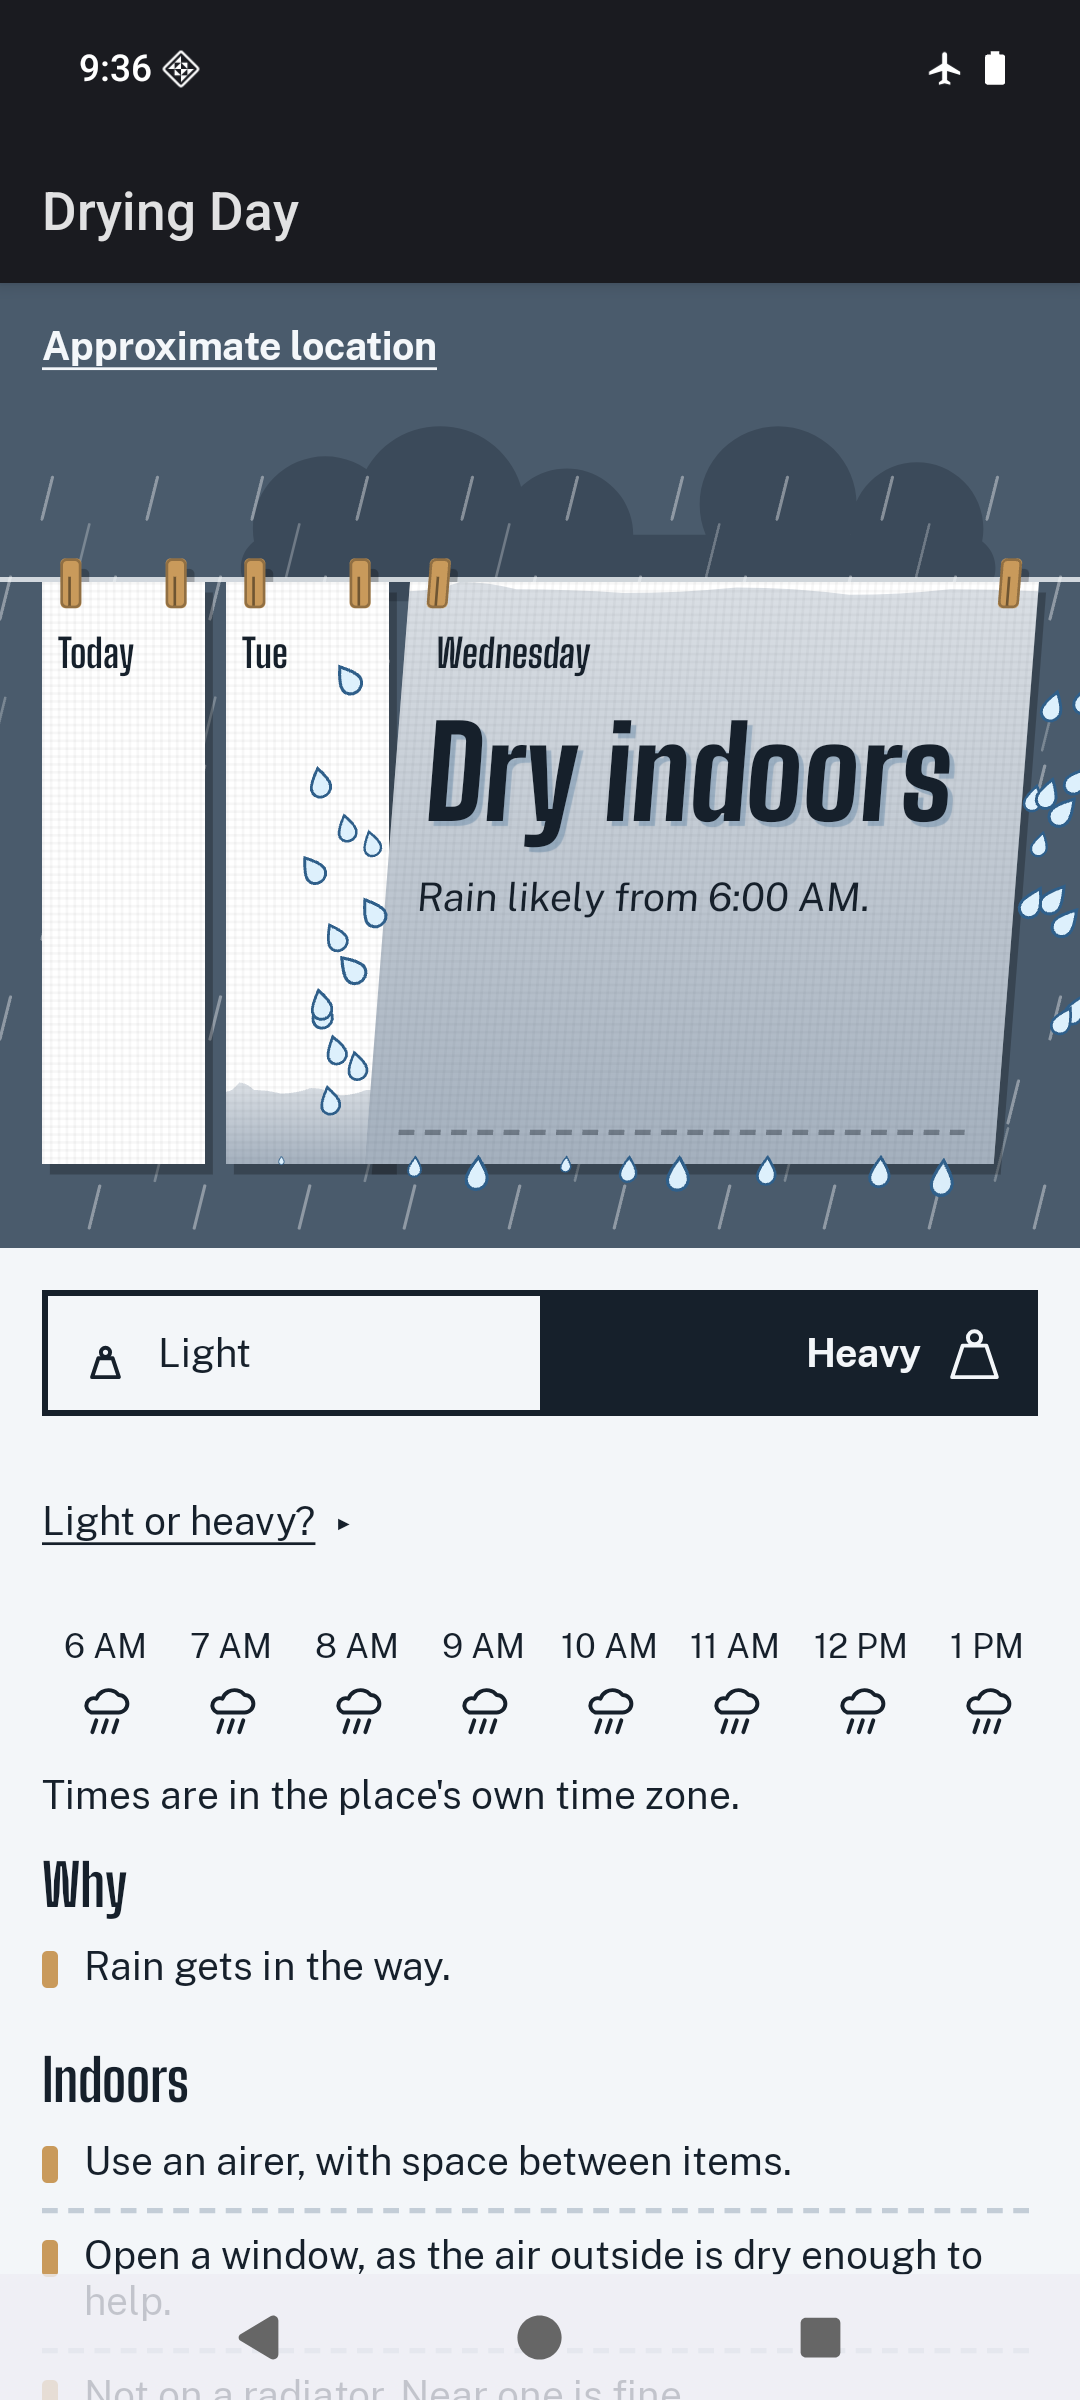 9:36
Drying Day
Approximate location
Today
Tue
Wednesday
Dry indoors
Rain likely from 6:00 AM.
Light
Heavy
Light or heavy? ▸
6 AM 7 AM 8 AM 9 AM 10 AM 11 AM 12 PM 1 PM
Times are in the place's own time zone.
Why
Rain gets in the way.
Indoors
Use an airer, with space between items.
Open a window, as the air outside is dry enough to
help.
Not on a radiator. Near one is fine.